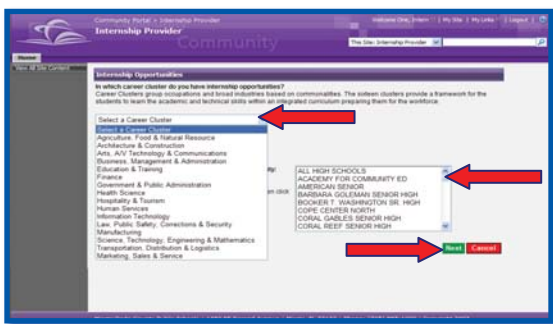 Community Portal > Internship Provider
Welcome One, Intern | My Site | My Links | Logout
Internship Provider
Community
This Site: Internship Provider
Home
View All Site Content
Internship Opportunities
In which career cluster do you have internship opportunities?
Career Clusters group occupations and broad industries based on commonalities. The sixteen clusters provide a framework for the
students to learn the academic and technical skills within an integrated curriculum preparing them for the workforce.
Select a Career Cluster
Select a Career Cluster
Agriculture, Food & Natural Resource
Architecture & Construction
Arts, A/V Technology & Communications
Business, Management & Administration
Education & Training
Finance
Government & Public Administration
Health Science
Hospitality & Tourism
Human Services
Information Technology
Law, Public Safety, Corrections & Security
Manufacturing
Science, Technology, Engineering & Mathematics
Transportation, Distribution & Logistics
Marketing, Sales & Service
click
ALL HIGH SCHOOLS
ACADEMY FOR COMMUNITY ED
AMERICAN SENIOR
BARBARA GOLEMAN SENIOR HIGH
BOOKER T. WASHINGTON SR. HIGH
COPE CENTER NORTH
CORAL GABLES SENIOR HIGH
CORAL REEF SENIOR HIGH
Next Cancel